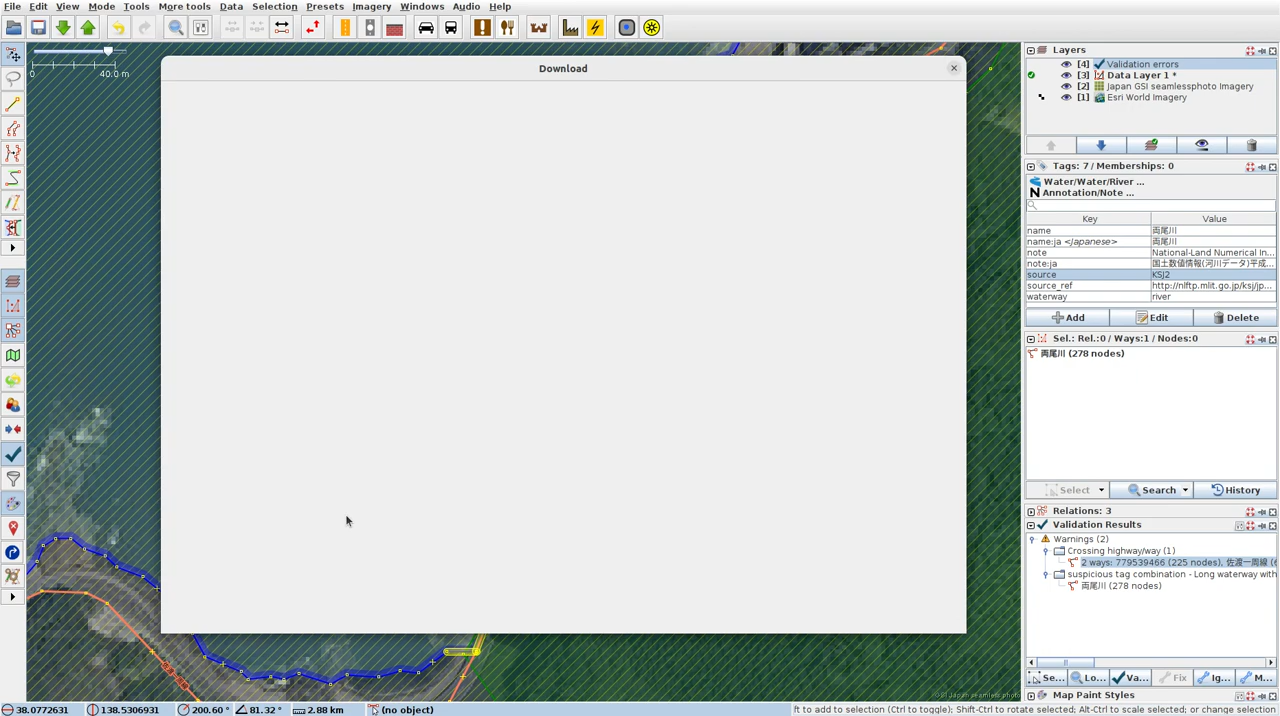 File Edit View Mode Tools More tools Data Selection Presets Imagery Windows Audio Help
0 40.0 m
Download
Layers
[4] Validation errors
[3] Data Layer 1 *
[2] Japan GSI seamlessphoto Imagery
[1] Esri World Imagery
Tags: 7 / Memberships: 0
Water/Water/River ...
Annotation/Note ...
Key Value
name 両尾川
name:ja <Japanese> 両尾川
note National-Land Numerical In...
note:ja 国土数値情報(河川データ)平成...
source KSJ2
source_ref http://nlftp.mlit.go.jp/ksj/jp...
waterway river
Add Edit Delete
Sel.: Rel.:0 / Ways:1 / Nodes:0
両尾川 (278 nodes)
Select Search History
Relations: 3
Validation Results
Warnings (2)
Crossing highway/way (1)
2 ways: 779539466 (225 nodes), 佐渡一周線 (6
suspicious tag combination - Long waterway with
両尾川 (278 nodes)
Se... Lo... Va... Fix Ig... M...
Map Paint Styles
GSI Japan seamless photo
38.0772631 138.5306931 200.60 ° 81.32 ° 2.88 km (no object)
ft to add to selection (Ctrl to toggle); Shift-Ctrl to rotate selected; Alt-Ctrl to scale selected; or change selection